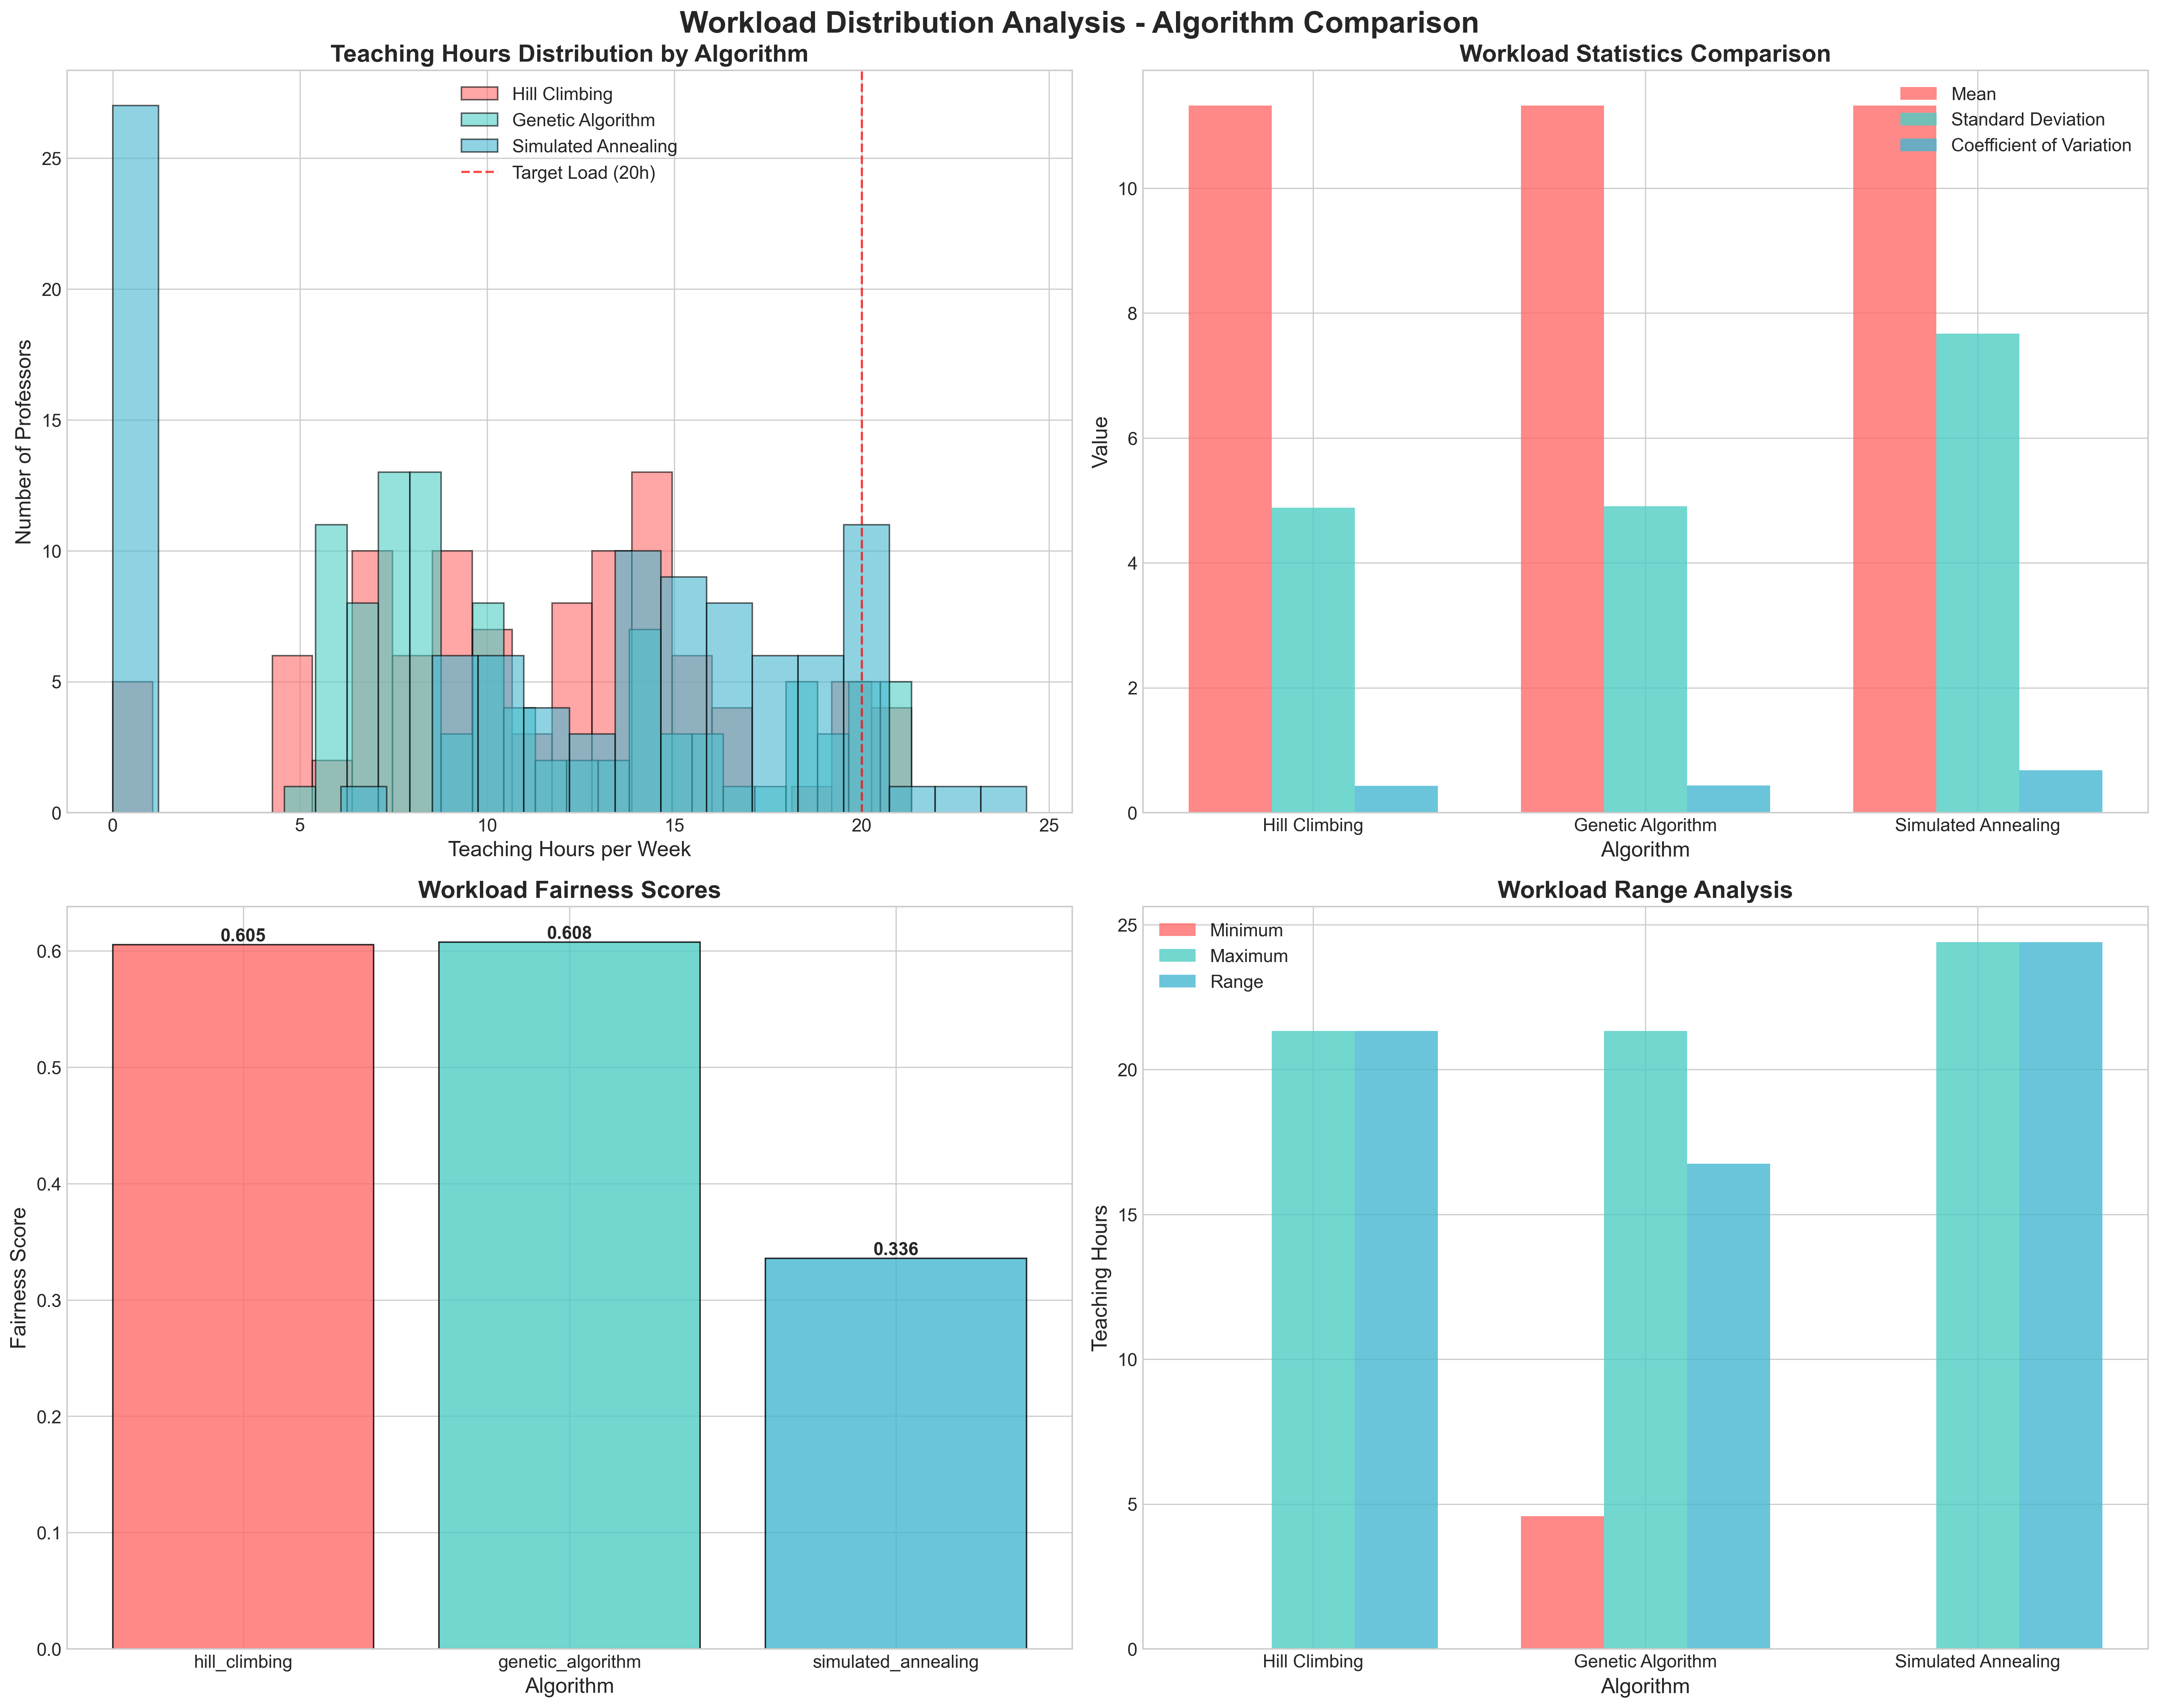 Workload Distribution Analysis - Algorithm Comparison
Teaching Hours Distribution by Algorithm
Hill Climbing
Genetic Algorithm
Simulated Annealing
Target Load (20h)
Number of Professors
25
20
15
10
5
0
0 5 10 15 20 25
Teaching Hours per Week
Workload Statistics Comparison
Mean
Standard Deviation
Coefficient of Variation
Value
10
8
6
4
2
0
Hill Climbing Genetic Algorithm Simulated Annealing
Algorithm
Workload Fairness Scores
0.605
0.608
0.336
Fairness Score
0.6
0.5
0.4
0.3
0.2
0.1
0.0
hill_climbing genetic_algorithm simulated_annealing
Algorithm
Workload Range Analysis
Minimum
Maximum
Range
Teaching Hours
25
20
15
10
5
0
Hill Climbing Genetic Algorithm Simulated Annealing
Algorithm